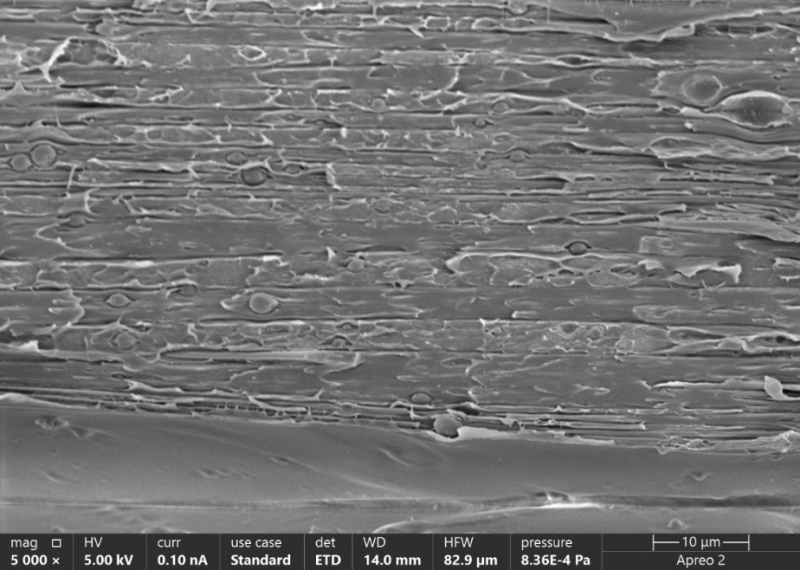 mag □ HV curr use case det WD HFW pressure 10 µm
5 000 × 5.00 kV 0.10 nA Standard ETD 14.0 mm 82.9 µm 8.36E-4 Pa Apreo 2